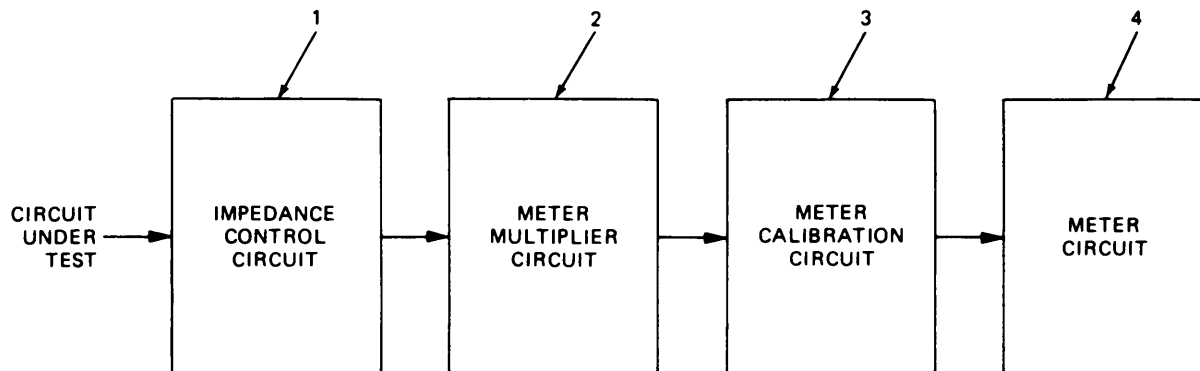 1
2
3
4
CIRCUIT
UNDER
TEST
IMPEDANCE
CONTROL
CIRCUIT
METER
MULTIPLIER
CIRCUIT
METER
CALIBRATION
CIRCUIT
METER
CIRCUIT